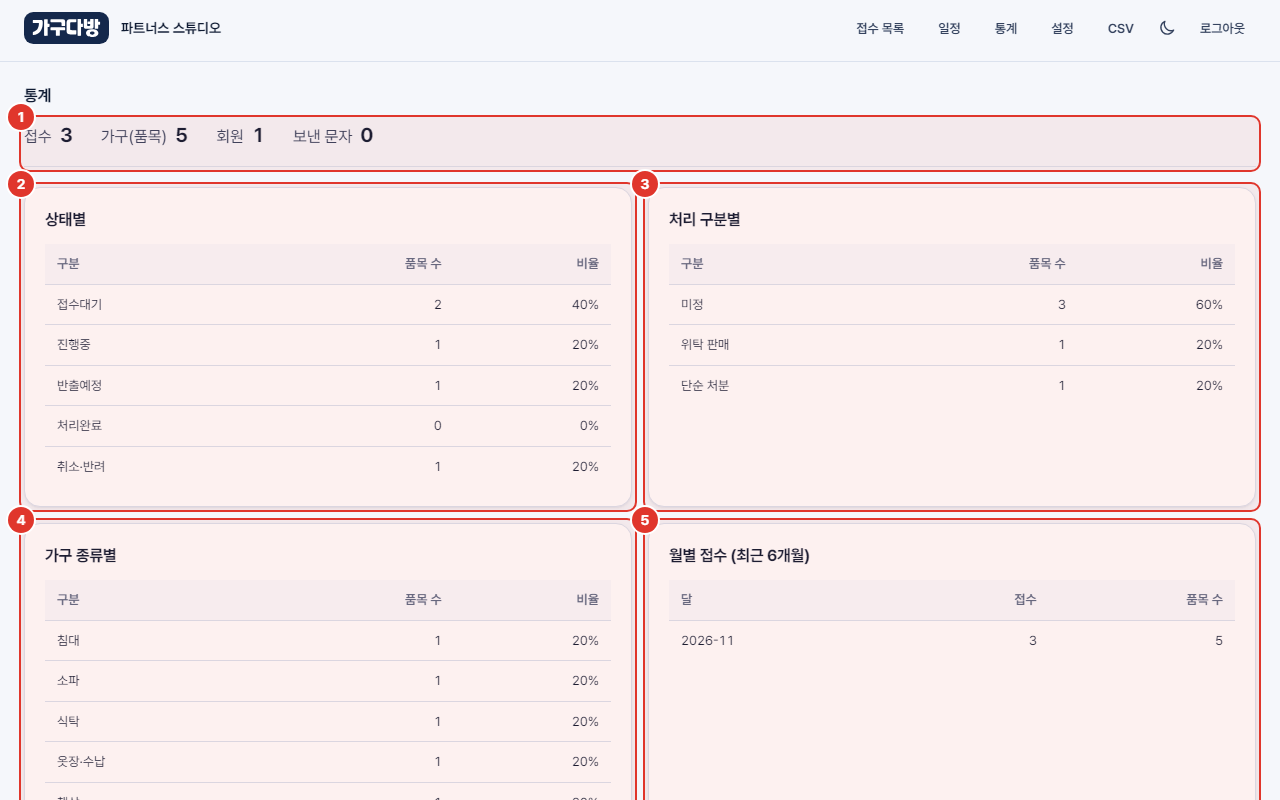 가구다방 파트너스 스튜디오 접수 목록 일정 통계 설정 CSV 로그아웃
통계
1
접수 3 가구(품목) 5 회원 1 보낸 문자 0
2 3
상태별
구분 품목 수 비율
접수대기 2 40%
진행중 1 20%
반출예정 1 20%
처리완료 0 0%
취소·반려 1 20%
처리 구분별
구분 품목 수 비율
미정 3 60%
위탁 판매 1 20%
단순 처분 1 20%
4 5
가구 종류별
구분 품목 수 비율
침대 1 20%
소파 1 20%
식탁 1 20%
옷장·수납 1 20%
월별 접수 (최근 6개월)
달 접수 품목 수
2026-11 3 5